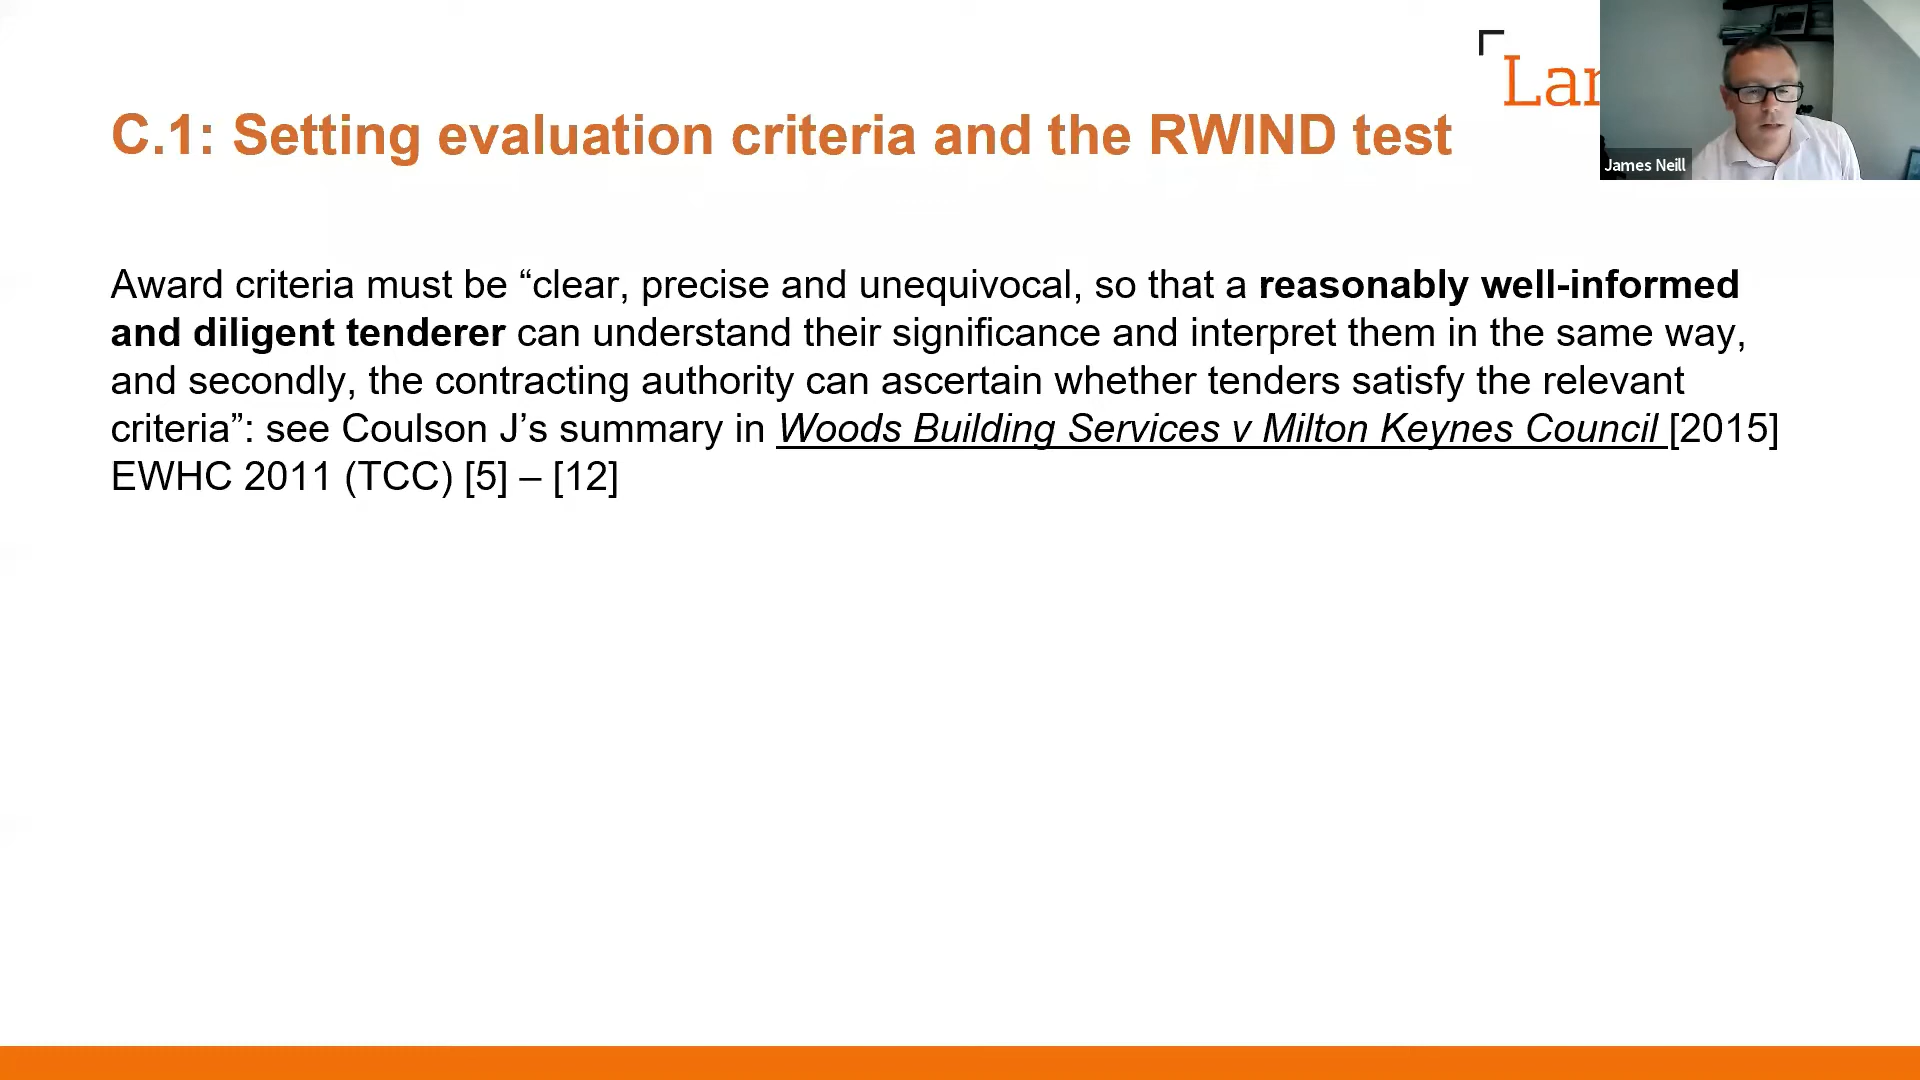 Lan
C.1: Setting evaluation criteria and the RWIND test
James Neill
Award criteria must be “clear, precise and unequivocal, so that a reasonably well-informed
and diligent tenderer can understand their significance and interpret them in the same way,
and secondly, the contracting authority can ascertain whether tenders satisfy the relevant
criteria”: see Coulson J’s summary in Woods Building Services v Milton Keynes Council [2015]
EWHC 2011 (TCC) [5] – [12]